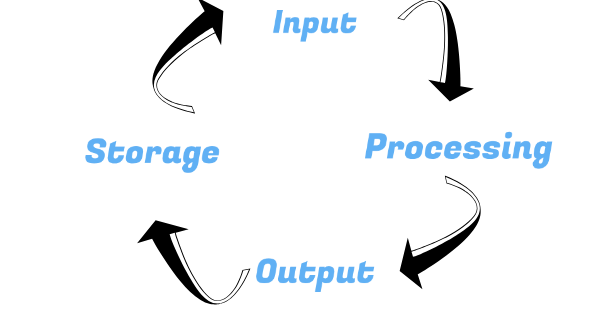 Input
Processing
Output
Storage